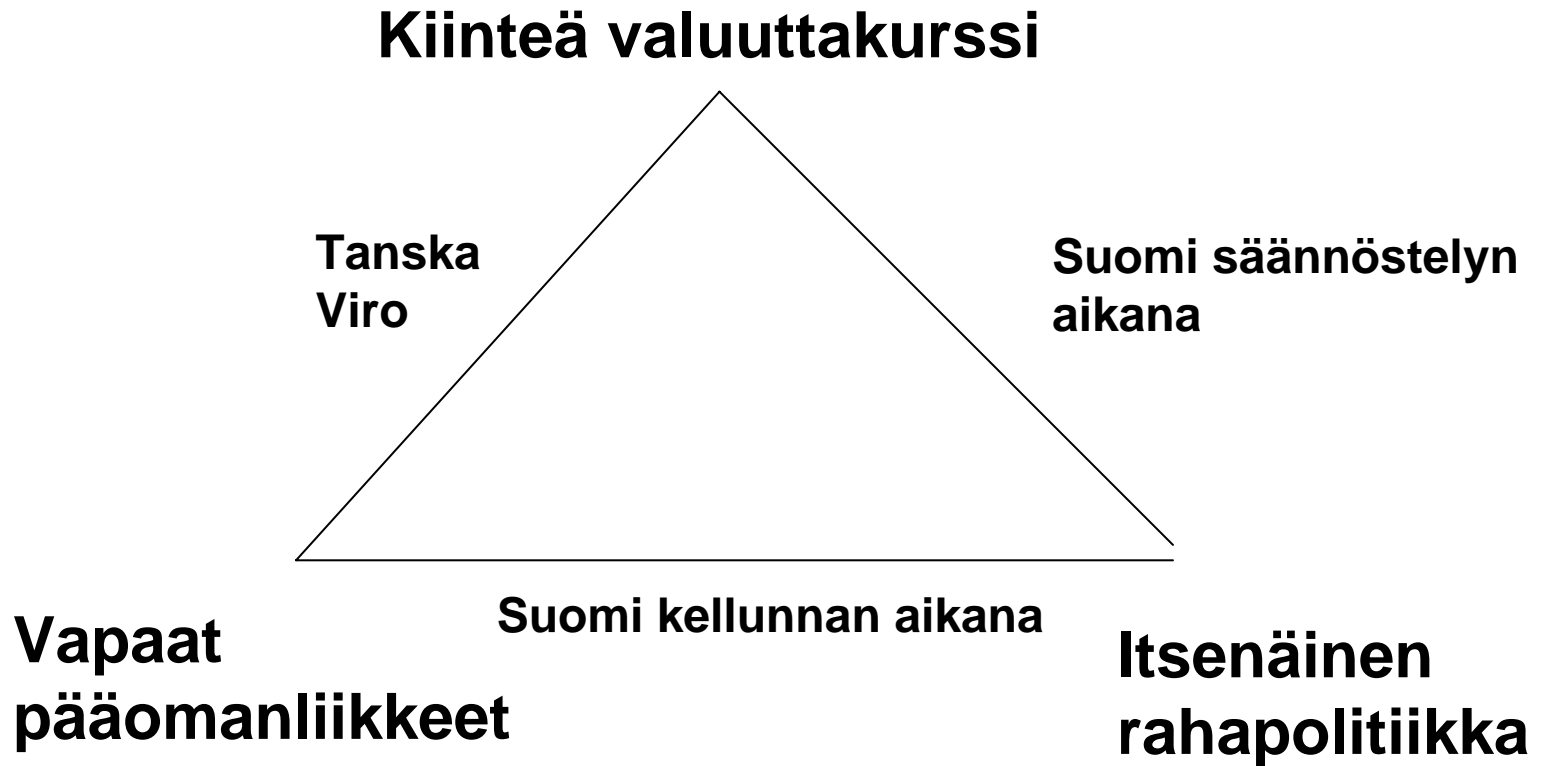 Kiinteä valuuttakurssi
Tanska
Viro
Suomi säännöstelyn
aikana
Suomi kellunnan aikana
Vapaat
pääomanliikkeet
Itsenäinen
rahapolitiikka